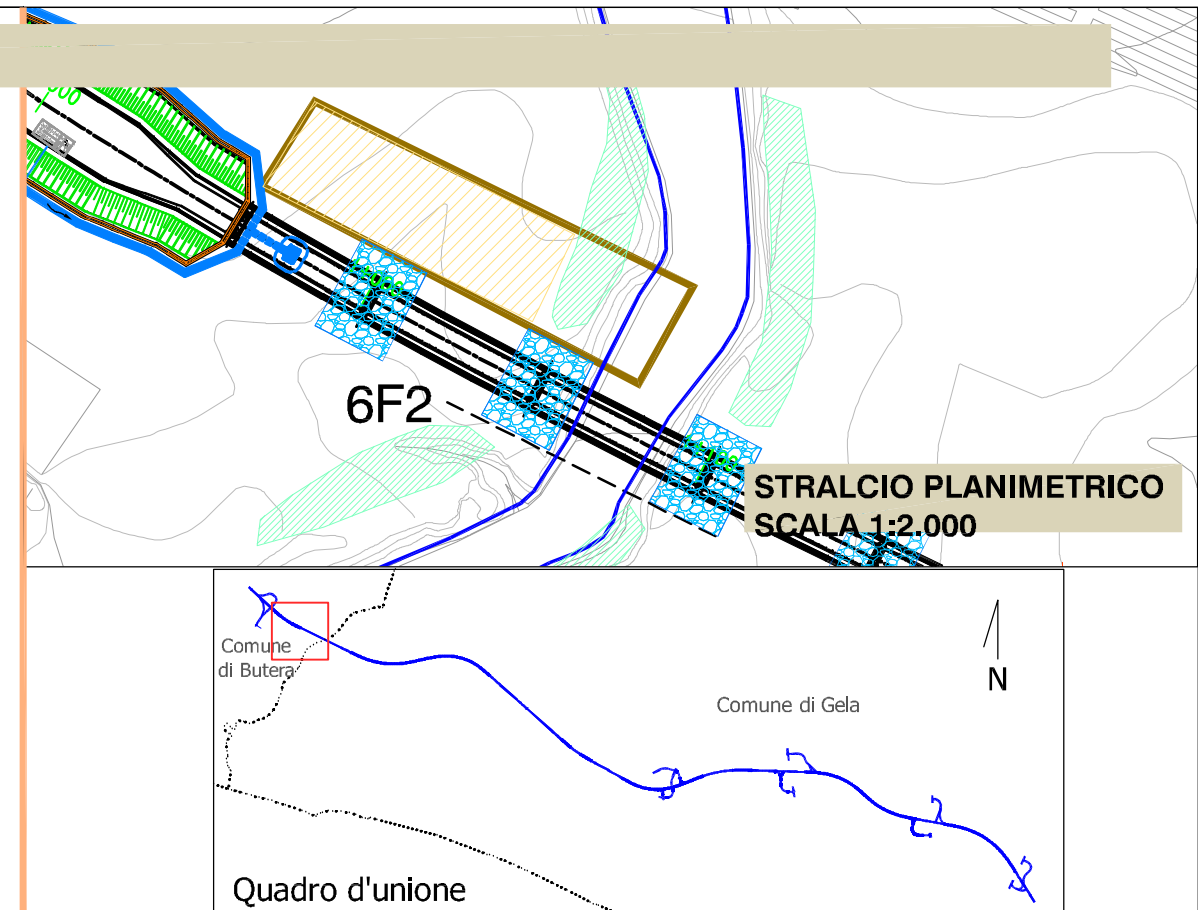 6F2
STRALCIO PLANIMETRICO
SCALA 1:2.000
Comune
di Butera
Comune di Gela
N
Quadro d'unione